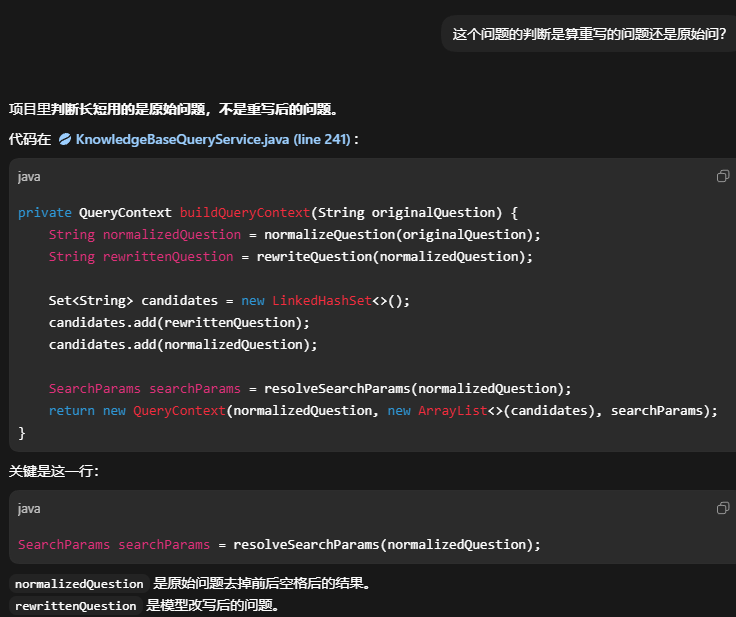 这个问题的判断是算重写的问题还是原始问？
项目里判断长短用的是原始问题，不是重写后的问题。
代码在 KnowledgeBaseQueryService.java (line 241)：
java
private QueryContext buildQueryContext(String originalQuestion) {
    String normalizedQuestion = normalizeQuestion(originalQuestion);
    String rewrittenQuestion = rewriteQuestion(normalizedQuestion);
    Set<String> candidates = new LinkedHashSet<>();
    candidates.add(rewrittenQuestion);
    candidates.add(normalizedQuestion);
    SearchParams searchParams = resolveSearchParams(normalizedQuestion);
    return new QueryContext(normalizedQuestion, new ArrayList<>(candidates), searchParams);
}
关键是这一行：
java
SearchParams searchParams = resolveSearchParams(normalizedQuestion);
normalizedQuestion 是原始问题去掉前后空格后的结果。
rewrittenQuestion 是模型改写后的问题。